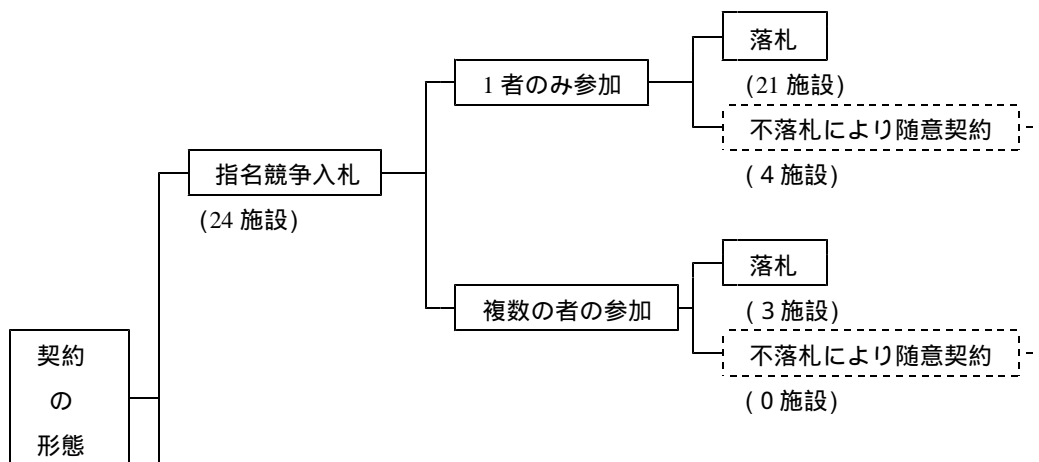 落札
1 者のみ参加
(21 施設)
不落札により随意契約
指名競争入札
( 4 施設)
(24 施設)
落札
複数の者の参加
( 3 施設)
契約
の
形態
不落札により随意契約
( 0 施設)